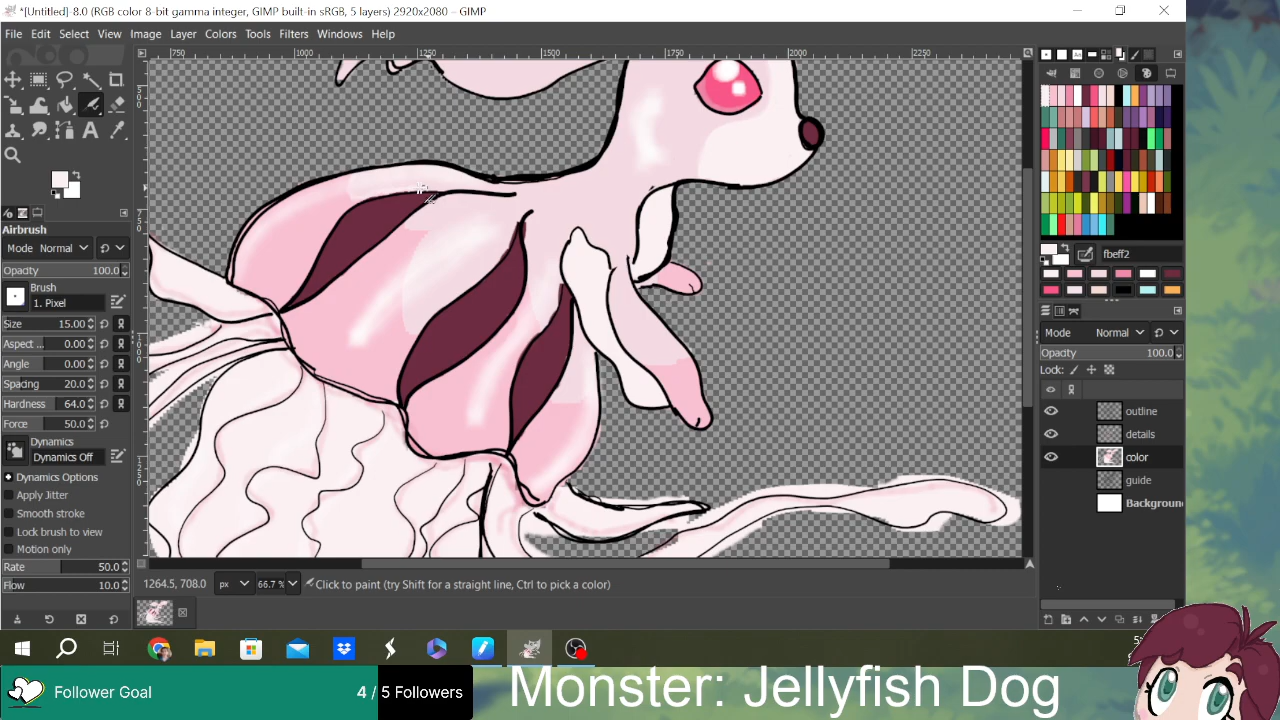 *[Untitled]-8.0 (RGB color 8-bit gamma integer, GIMP built-in sRGB, 5 layers) 2920x2080 – GIMP
File Edit Select View Image Layer Colors Tools Filters Windows Help
750 1000 1250 1500 1750 2000 2250
500
750
1000
1250
Airbrush
Mode Normal
Opacity 100.0
Brush
1. Pixel
Size 15.00
Aspect ... 0.00
Angle 0.00
Spacing 20.0
Hardness 64.0
Force 50.0
Dynamics
Dynamics Off
Dynamics Options
Apply Jitter
Smooth stroke
Lock brush to view
Motion only
Rate 50.0
Flow 10.0
fbeff2
Mode Normal
Opacity 100.0
Lock:
outline
details
color
guide
Backgroun
1264.5, 708.0 px 66.7 % Click to paint (try Shift for a straight line, Ctrl to pick a color)
Follower Goal 4 / 5 Followers
Monster: Jellyfish Dog